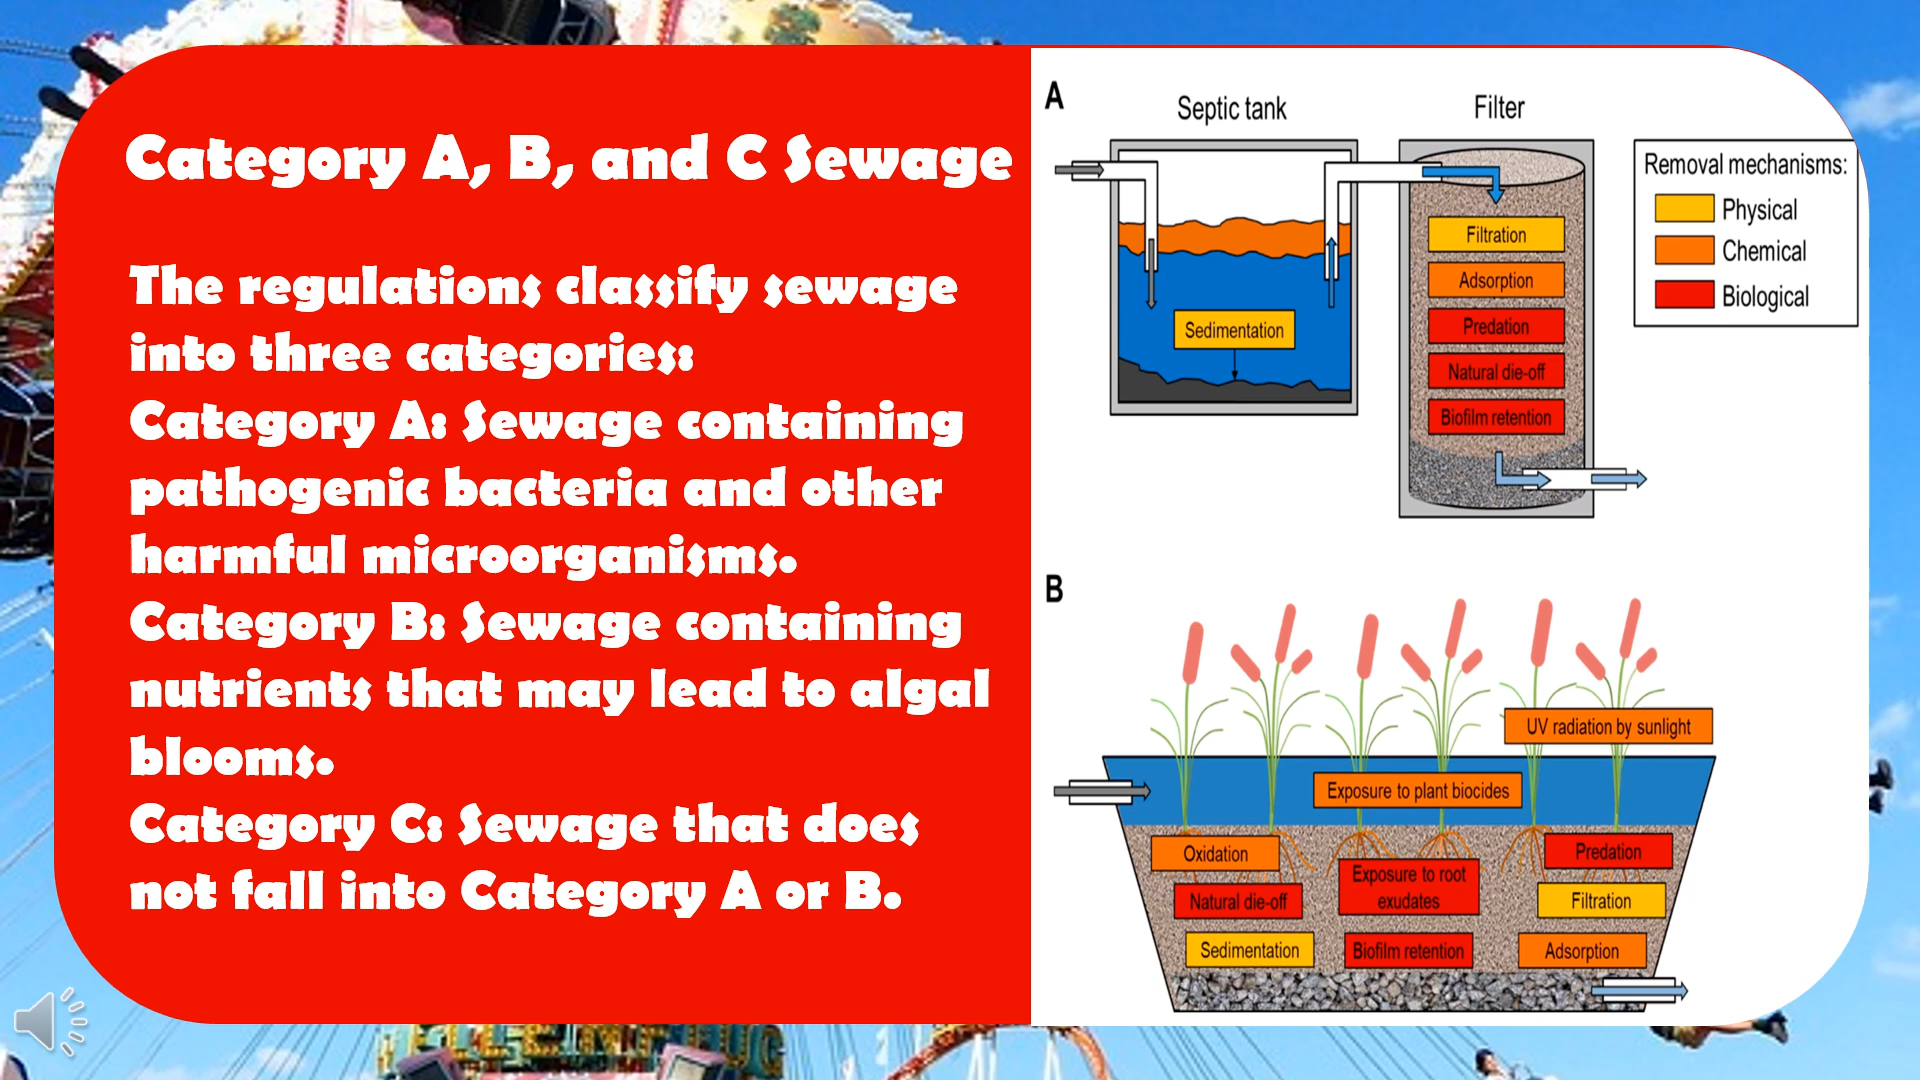 Category A, B, and C Sewage
The regulations classify sewage
into three categories:
Category A: Sewage containing
pathogenic bacteria and other
harmful microorganisms.
Category B: Sewage containing
nutrients that may lead to algal
blooms.
Category C: Sewage that does
not fall into Category A or B.
A
Septic tank
Filter
Sedimentation
Filtration
Adsorption
Predation
Natural die-off
Biofilm retention
Removal mechanisms:
Physical
Chemical
Biological
B
UV radiation by sunlight
Exposure to plant biocides
Oxidation
Predation
Exposure to root
exudates
Natural die-off
Filtration
Sedimentation
Biofilm retention
Adsorption